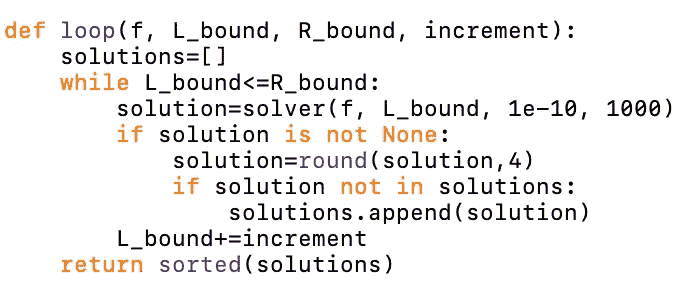 def loop(f, L_bound, R_bound, increment):
    solutions=[]
    while L_bound<=R_bound:
        solution=solver(f, L_bound, 1e-10, 1000)
        if solution is not None:
            solution=round(solution,4)
            if solution not in solutions:
                solutions.append(solution)
        L_bound+=increment
    return sorted(solutions)